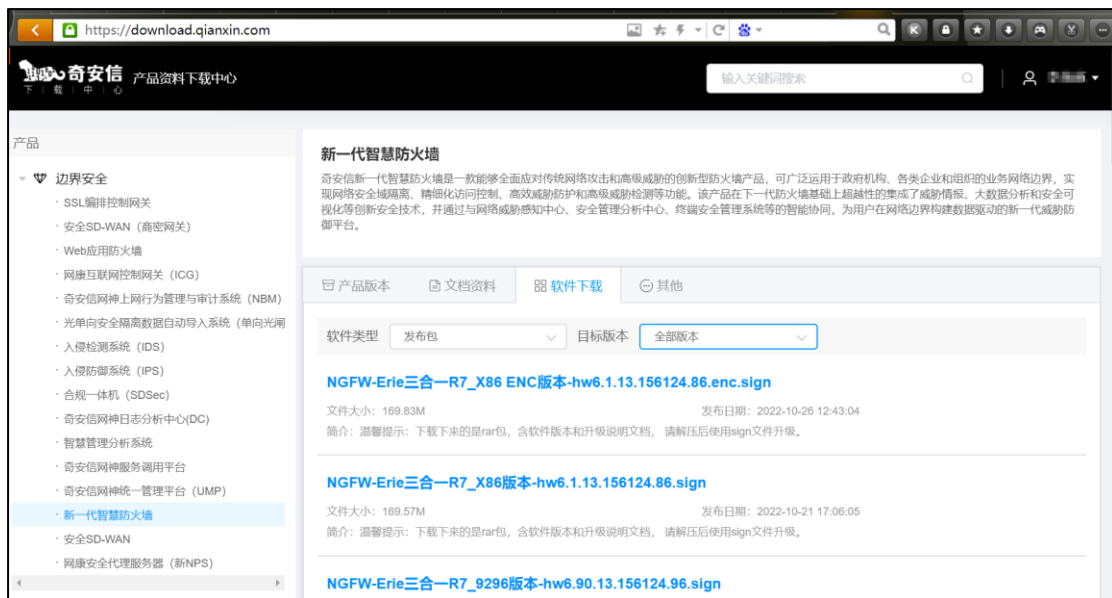 https://download.qianxin.com
奇安信 产品资料下载中心
下 | 载 | 中 | 心
输入关键词搜索
产品
边界安全
· SSL编排控制网关
· 安全SD-WAN（商密网关）
· Web应用防火墙
· 网康互联网控制网关（ICG）
· 奇安信网神上网行为管理与审计系统（NBM）
· 光单向安全隔离数据自动导入系统（单向光闸
· 入侵检测系统（IDS）
· 入侵防御系统（IPS）
· 合规一体机（SDSec）
· 奇安信网神日志分析中心(DC)
· 智慧管理分析系统
· 奇安信网神服务调用平台
· 奇安信网神统一管理平台（UMP）
· 新一代智慧防火墙
· 安全SD-WAN
· 网康安全代理服务器（新NPS）
新一代智慧防火墙
奇安信新一代智慧防火墙是一款能够全面应对传统网络攻击和高级威胁的创新型防火墙产品，可广泛运用于政府机构、各类企业和组织的业务网络边界，实
现网络安全域隔离、精细化访问控制、高效威胁防护和高级威胁检测等功能。该产品在下一代防火墙基础上超越性的集成了威胁情报、大数据分析和安全可
视化等创新安全技术，并通过与网络威胁感知中心、安全管理分析中心、终端安全管理系统等的智能协同，为用户在网络边界构建数据驱动的新一代威胁防
御平台。
产品版本 文档资料 软件下载 其他
软件类型 发布包 目标版本 全部版本
NGFW-Erie三合一R7_X86 ENC版本-hw6.1.13.156124.86.enc.sign
文件大小：169.83M 发布日期：2022-10-26 12:43:04
简介：温馨提示：下载下来的是rar包，含软件版本和升级说明文档， 请解压后使用sign文件升级。
NGFW-Erie三合一R7_X86版本-hw6.1.13.156124.86.sign
文件大小：169.57M 发布日期：2022-10-21 17:06:05
简介：温馨提示：下载下来的是rar包，含软件版本和升级说明文档， 请解压后使用sign文件升级。
NGFW-Erie三合一R7_9296版本-hw6.90.13.156124.96.sign